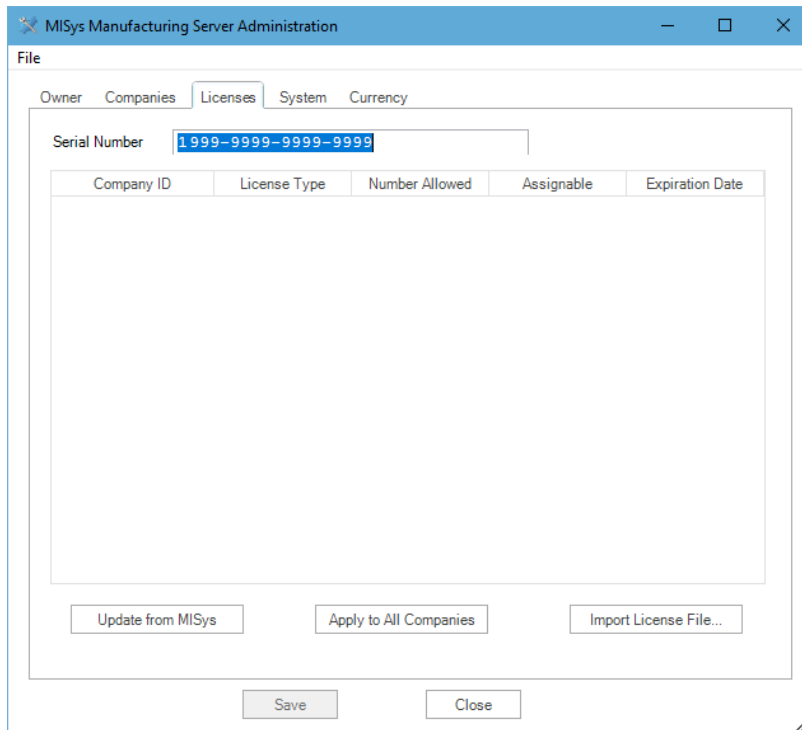 MISys Manufacturing Server Administration
File
Owner Companies Licenses System Currency
Serial Number 1999-9999-9999-9999
Company ID License Type Number Allowed Assignable Expiration Date
Update from MISys Apply to All Companies Import License File...
Save Close